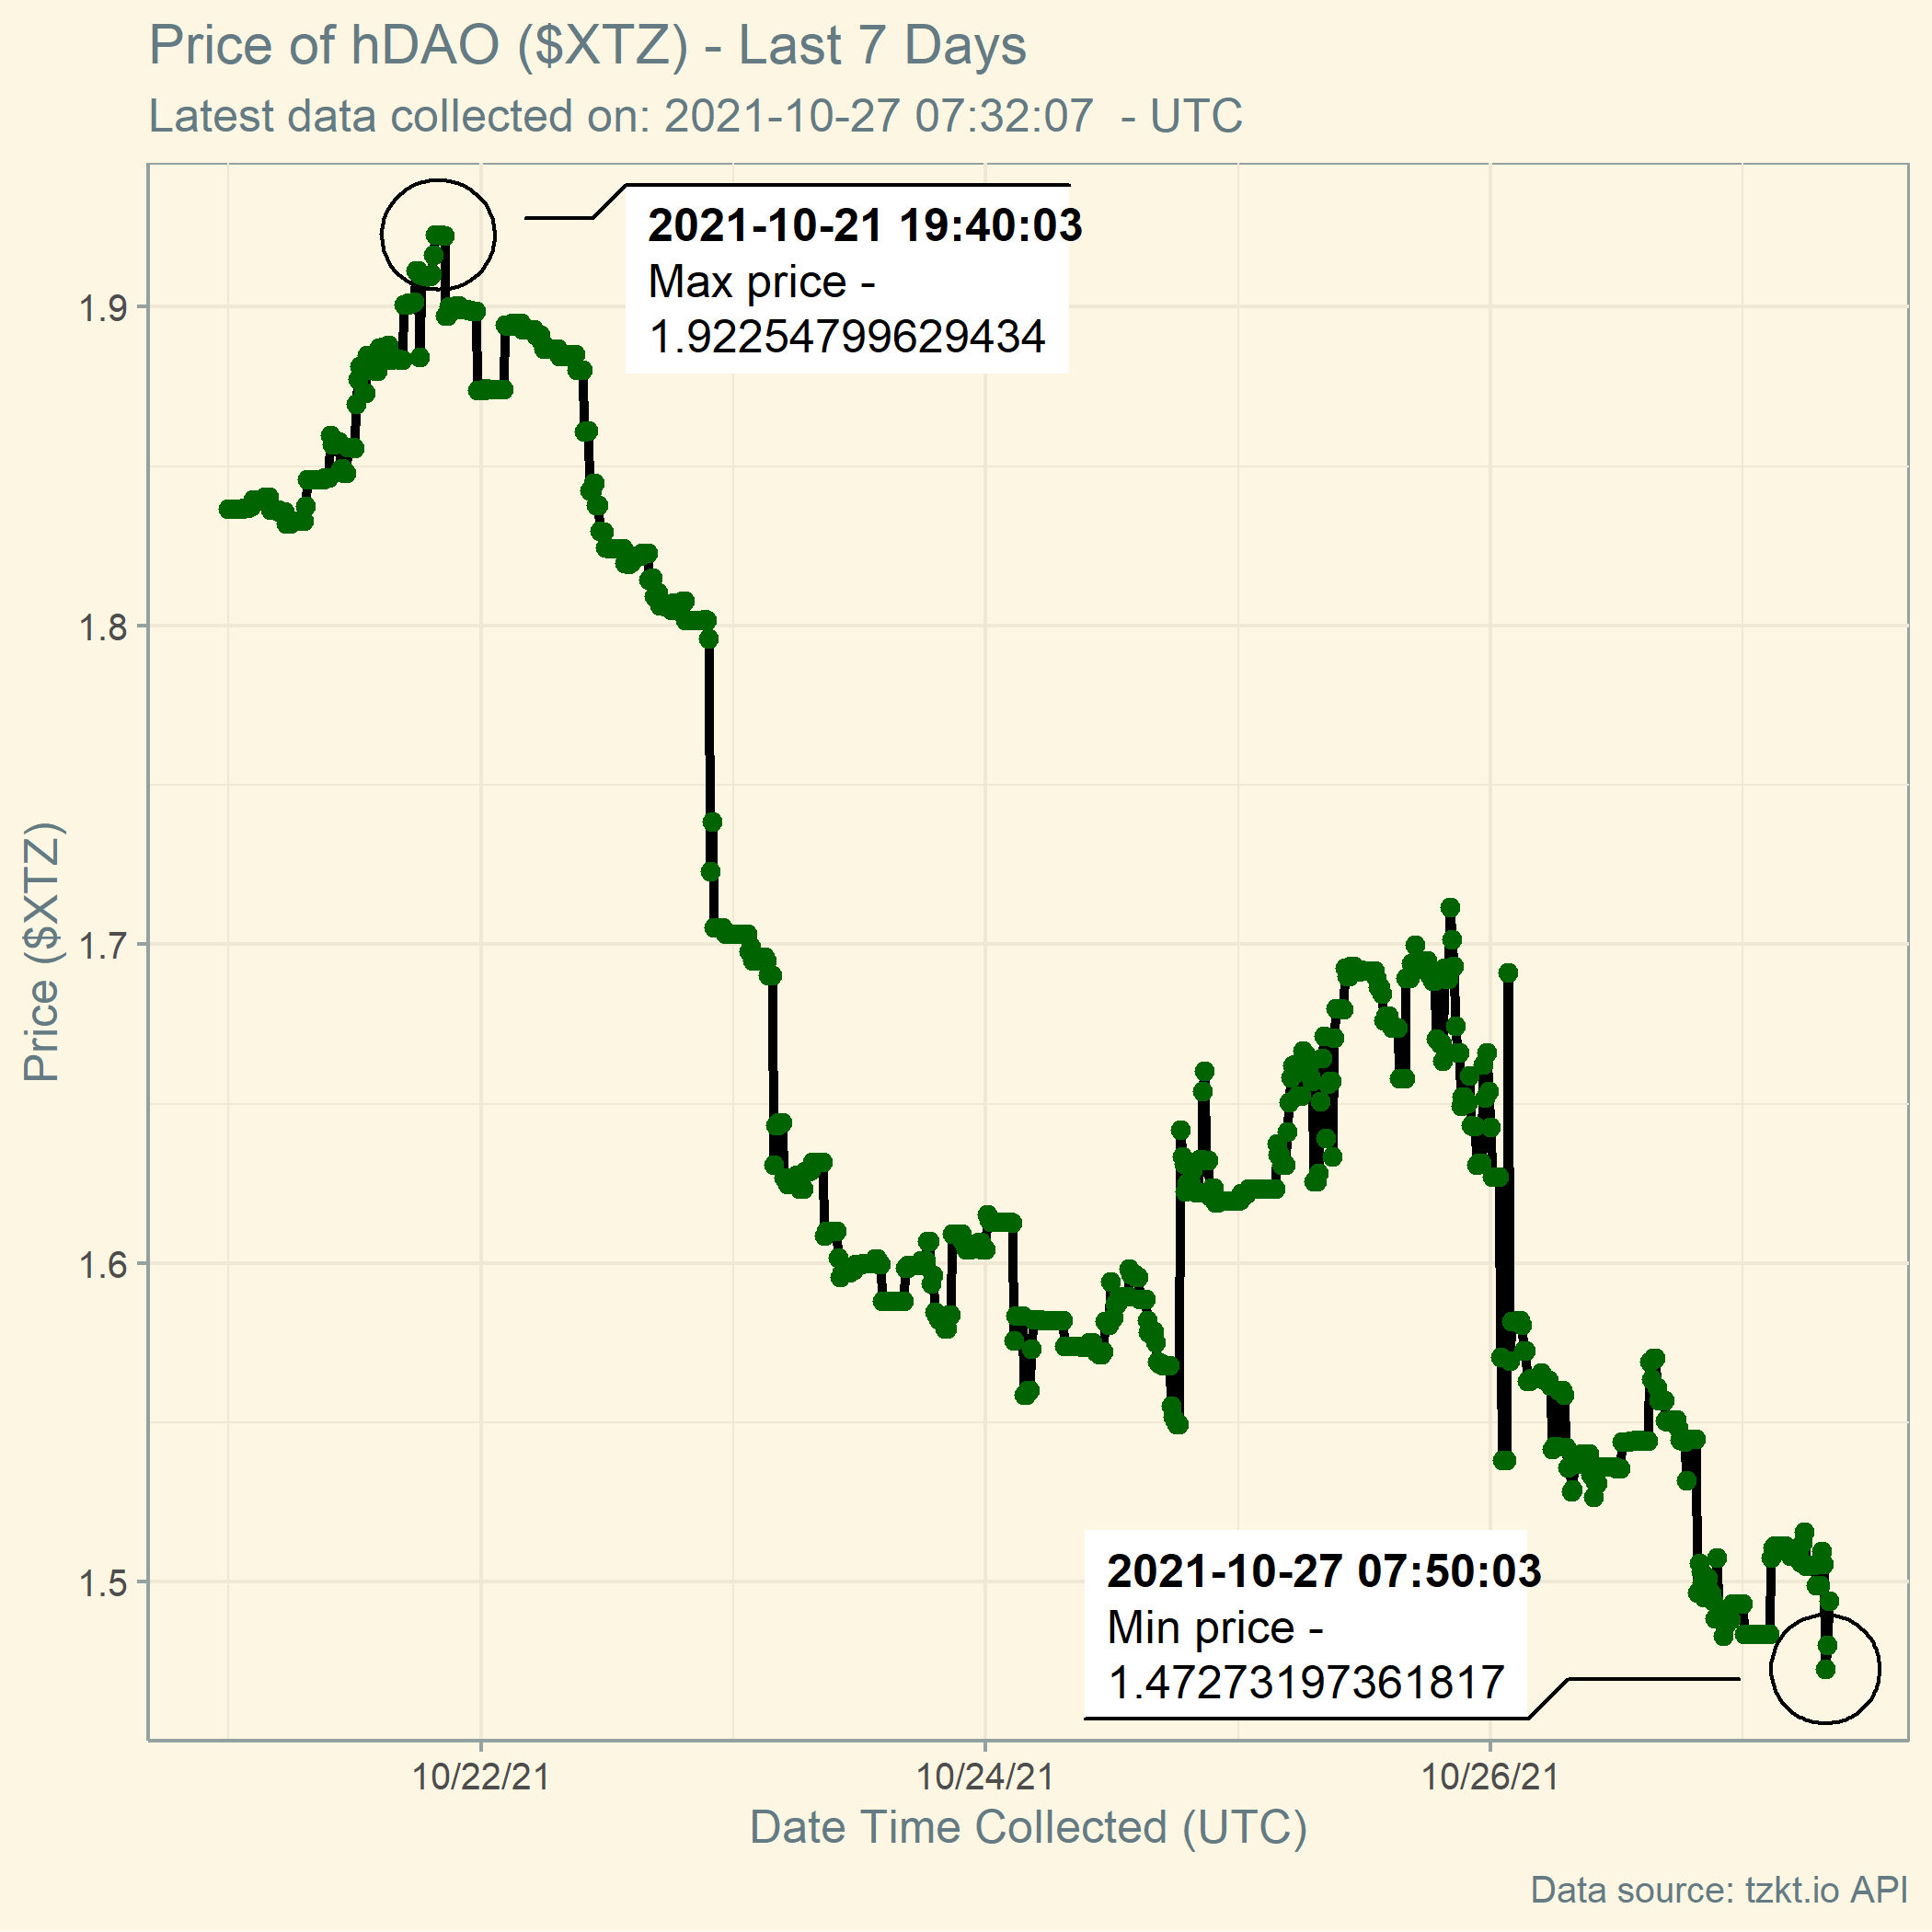 Price of hDAO ($XTZ) - Last 7 Days
Latest data collected on: 2021-10-27 07:32:07  - UTC
2021-10-21 19:40:03
Max price -
1.92254799629434
1.9
1.8
1.7
1.6
1.5
Price ($XTZ)
2021-10-27 07:50:03
Min price -
1.47273197361817
10/22/21
10/24/21
10/26/21
Date Time Collected (UTC)
Data source: tzkt.io API